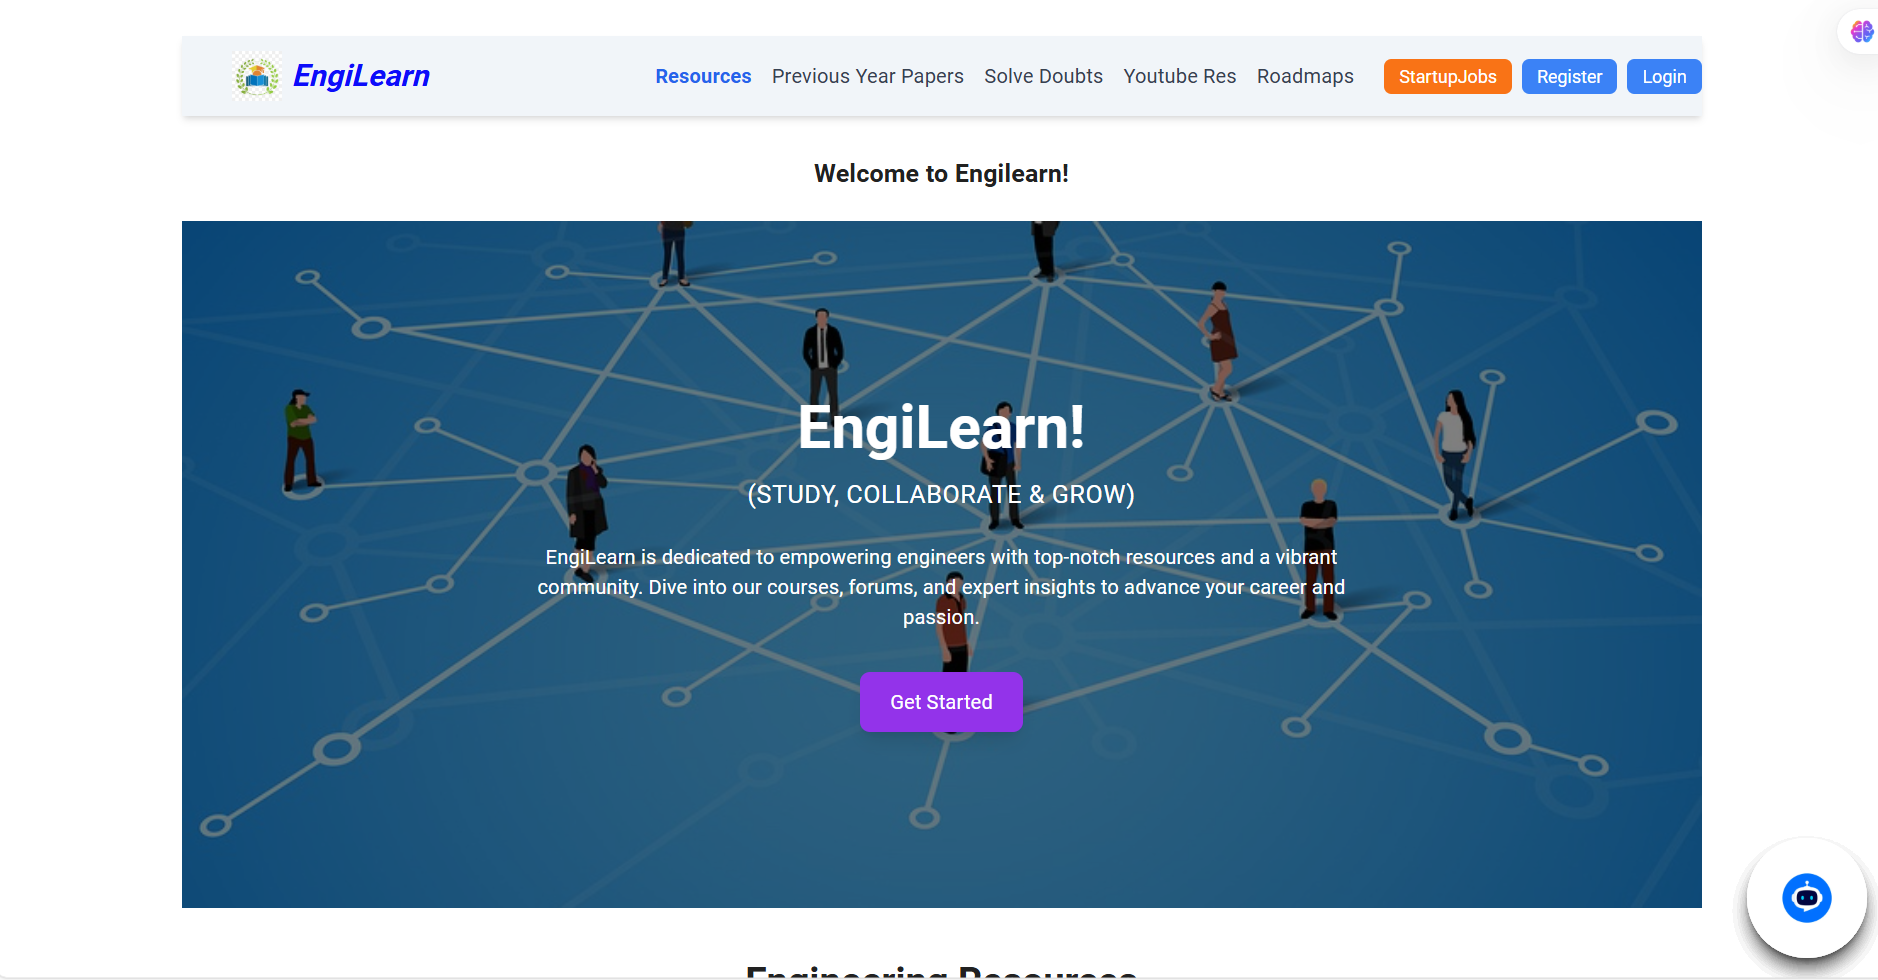 EngiLearn
Resources Previous Year Papers Solve Doubts Youtube Res Roadmaps StartupJobs Register Login
Welcome to Engilearn!
EngiLearn!
(STUDY, COLLABORATE & GROW)
EngiLearn is dedicated to empowering engineers with top-notch resources and a vibrant
community. Dive into our courses, forums, and expert insights to advance your career and
passion.
Get Started
Engineering Resources